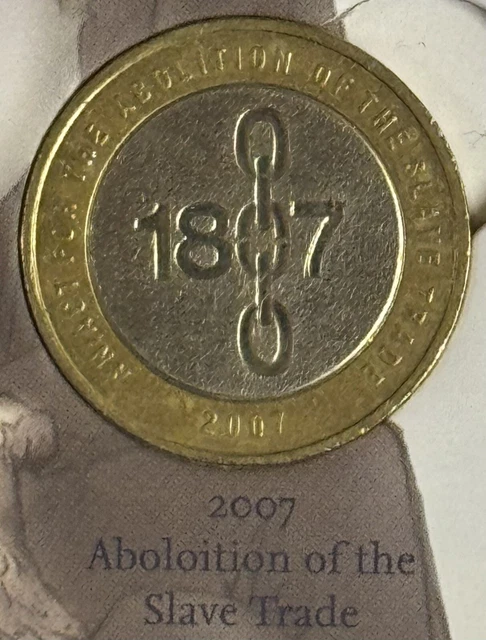 AN ACT FOR THE ABOLITION OF THE SLAVE TRADE
1807
2007
2007
Aboloition of the
Slave Trade